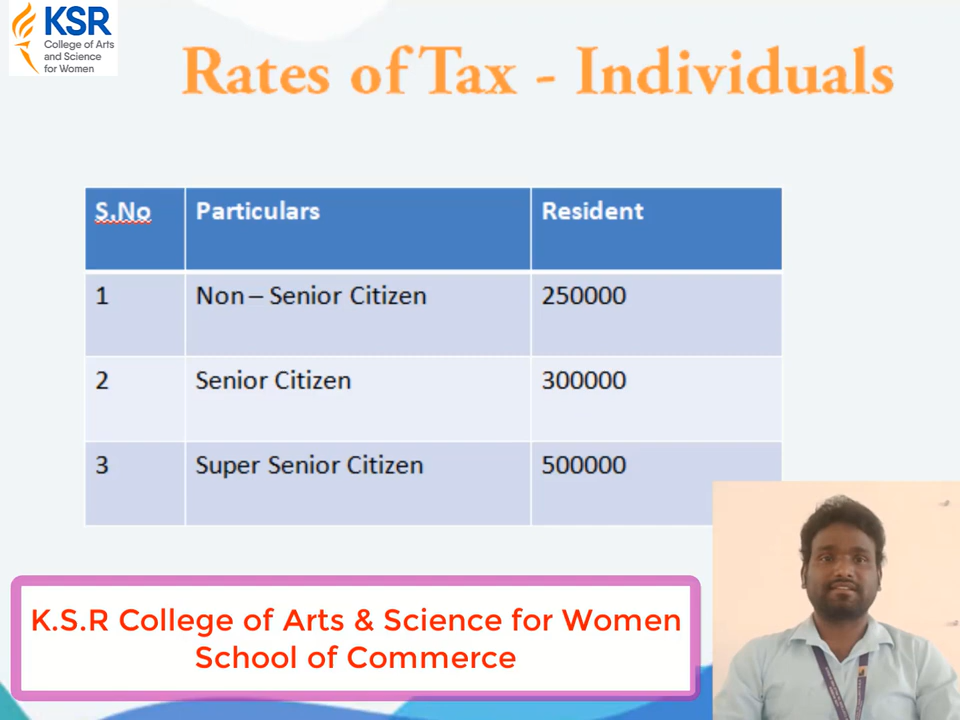 KSR
College of Arts
and Science
for Women
Rates of Tax - Individuals
S.No Particulars Resident
1 Non – Senior Citizen 250000
2 Senior Citizen 300000
3 Super Senior Citizen 500000
K.S.R College of Arts & Science for Women
School of Commerce